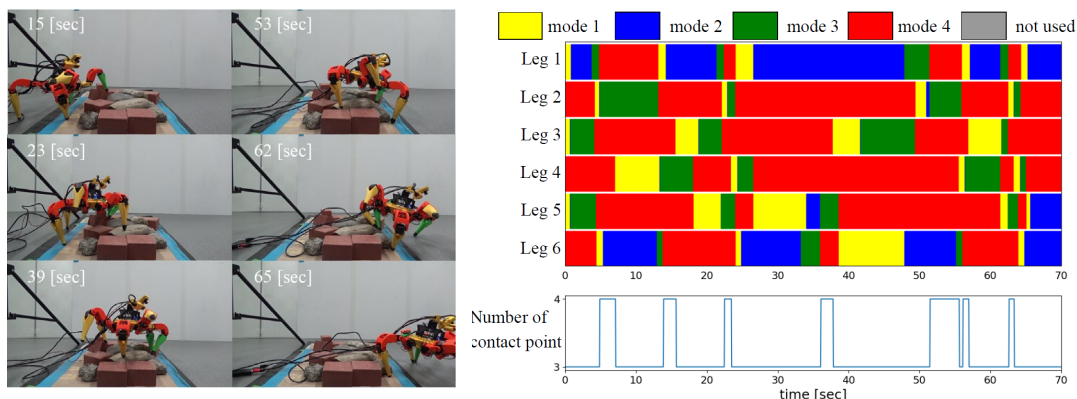 15 [sec]
53 [sec]
23 [sec]
62 [sec]
39 [sec]
65 [sec]
mode 1 mode 2 mode 3 mode 4 not used
Leg 1
Leg 2
Leg 3
Leg 4
Leg 5
Leg 6
0 10 20 30 40 50 60 70
4
Number of
contact point
3
0 10 20 30 40 50 60 70
time [sec]